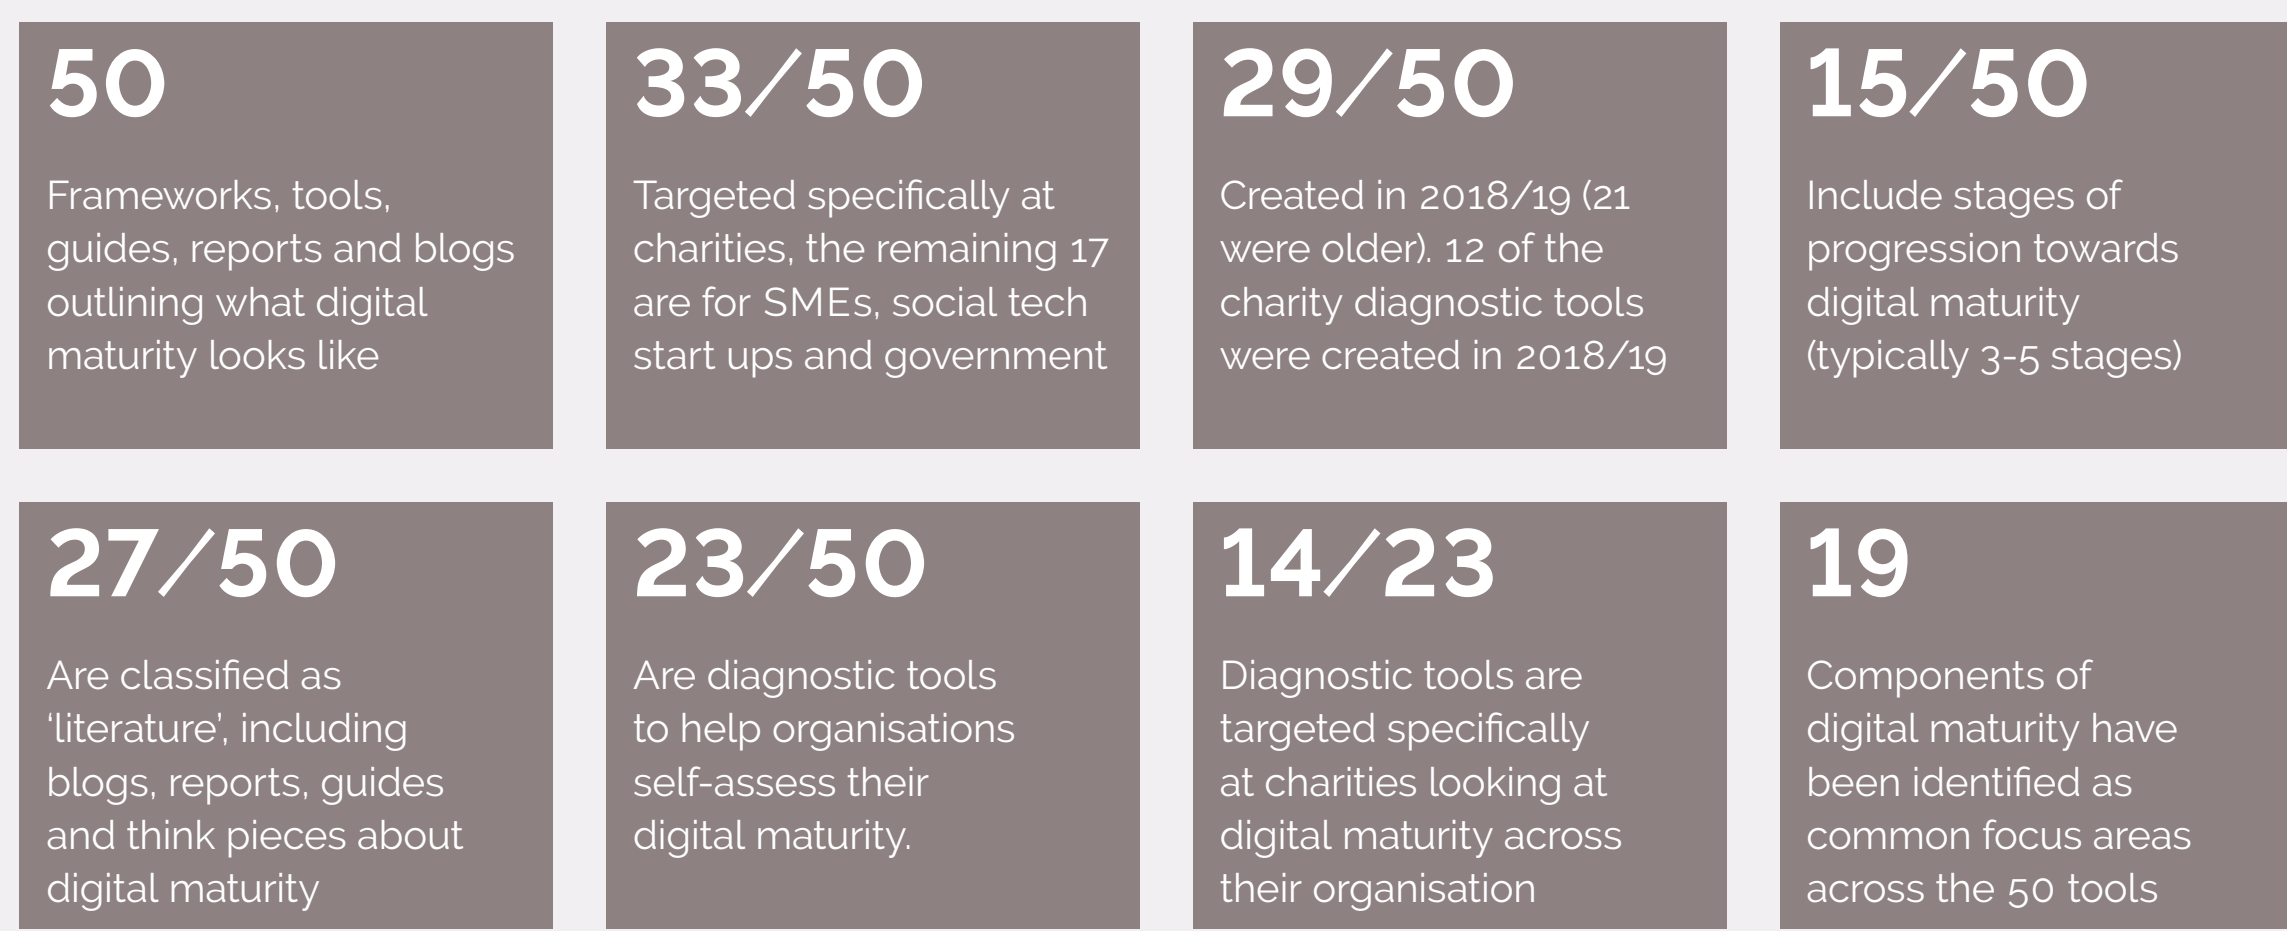 50
Frameworks, tools,
guides, reports and blogs
outlining what digital
maturity looks like
33/50
Targeted specifically at
charities, the remaining 17
are for SMEs, social tech
start ups and government
29/50
Created in 2018/19 (21
were older). 12 of the
charity diagnostic tools
were created in 2018/19
15/50
Include stages of
progression towards
digital maturity
(typically 3-5 stages)
27/50
Are classified as
‘literature’, including
blogs, reports, guides
and think pieces about
digital maturity
23/50
Are diagnostic tools
to help organisations
self-assess their
digital maturity.
14/23
Diagnostic tools are
targeted specifically
at charities looking at
digital maturity across
their organisation
19
Components of
digital maturity have
been identified as
common focus areas
across the 50 tools